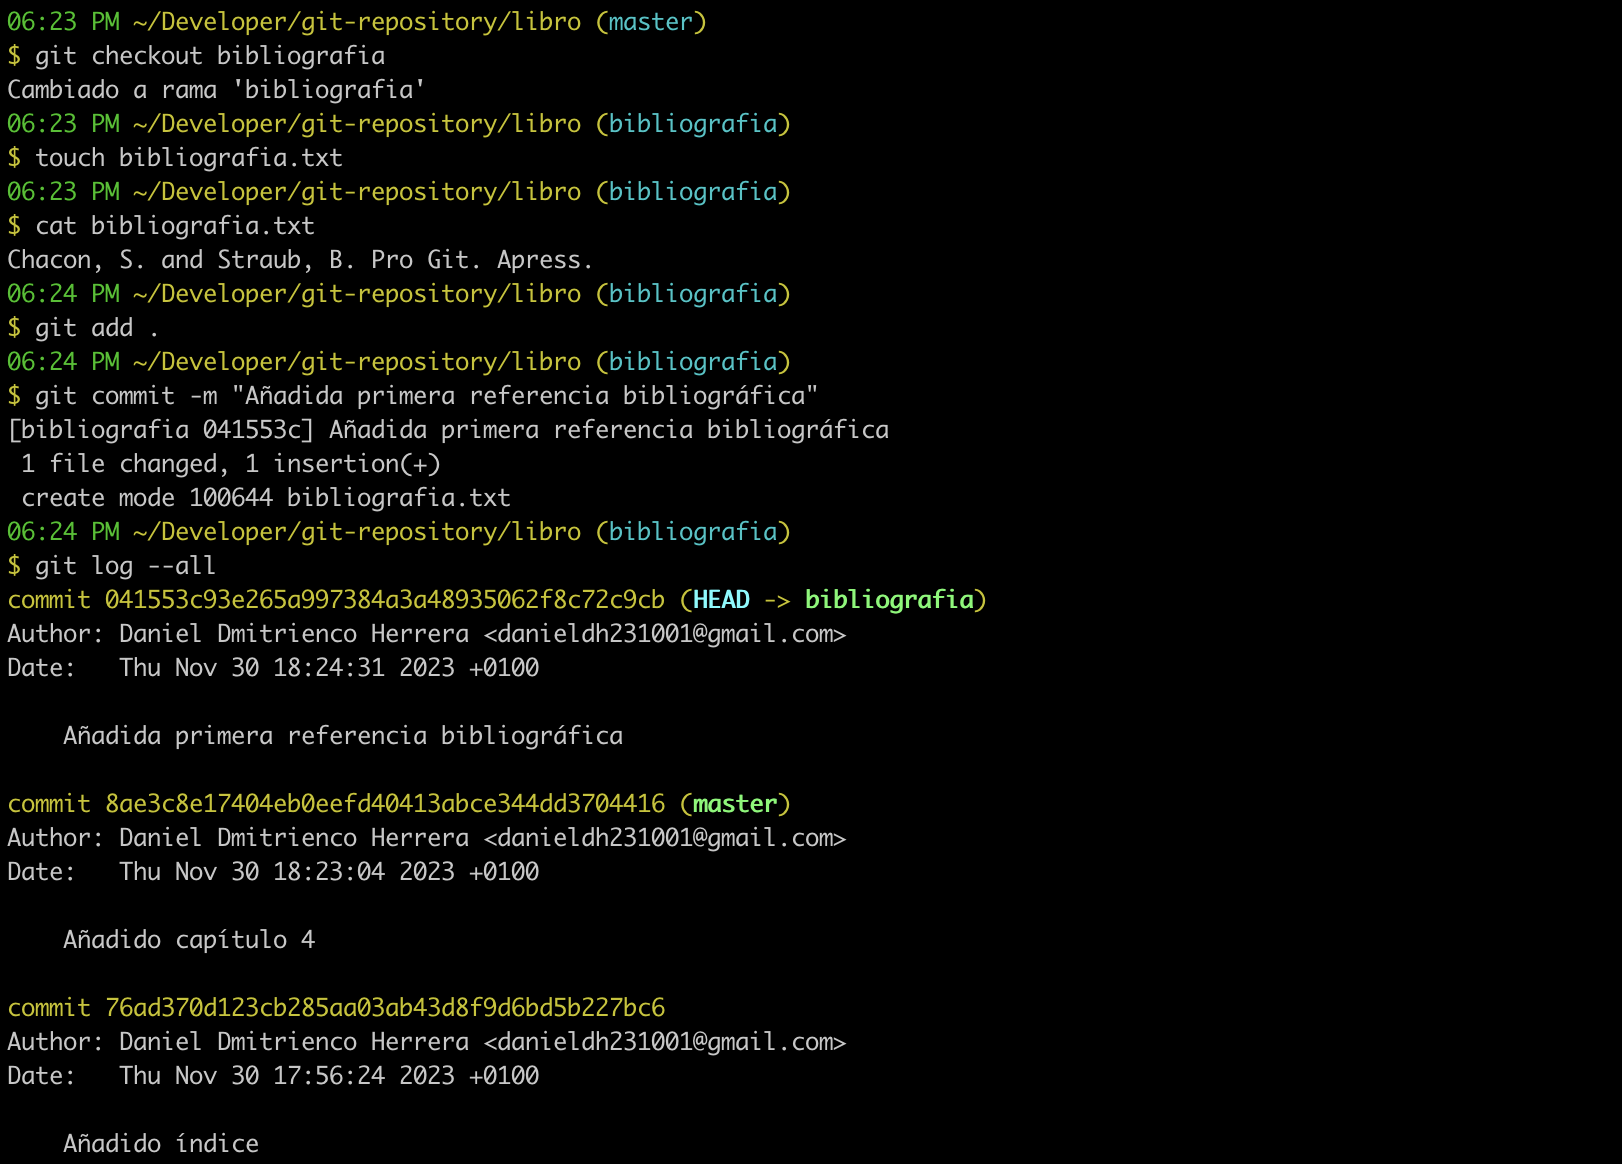 06:23 PM ~/Developer/git-repository/libro (master)
$ git checkout bibliografia
Cambiado a rama 'bibliografia'
06:23 PM ~/Developer/git-repository/libro (bibliografia)
$ touch bibliografia.txt
06:23 PM ~/Developer/git-repository/libro (bibliografia)
$ cat bibliografia.txt
Chacon, S. and Straub, B. Pro Git. Apress.
06:24 PM ~/Developer/git-repository/libro (bibliografia)
$ git add .
06:24 PM ~/Developer/git-repository/libro (bibliografia)
$ git commit -m "Añadida primera referencia bibliográfica"
[bibliografia 041553c] Añadida primera referencia bibliográfica
 1 file changed, 1 insertion(+)
 create mode 100644 bibliografia.txt
06:24 PM ~/Developer/git-repository/libro (bibliografia)
$ git log --all
commit 041553c93e265a997384a3a48935062f8c72c9cb (HEAD -> bibliografia)
Author: Daniel Dmitrienco Herrera <danieldh231001@gmail.com>
Date:   Thu Nov 30 18:24:31 2023 +0100
    Añadida primera referencia bibliográfica
commit 8ae3c8e17404eb0eefd40413abce344dd3704416 (master)
Author: Daniel Dmitrienco Herrera <danieldh231001@gmail.com>
Date:   Thu Nov 30 18:23:04 2023 +0100
    Añadido capítulo 4
commit 76ad370d123cb285aa03ab43d8f9d6bd5b227bc6
Author: Daniel Dmitrienco Herrera <danieldh231001@gmail.com>
Date:   Thu Nov 30 17:56:24 2023 +0100
    Añadido índice